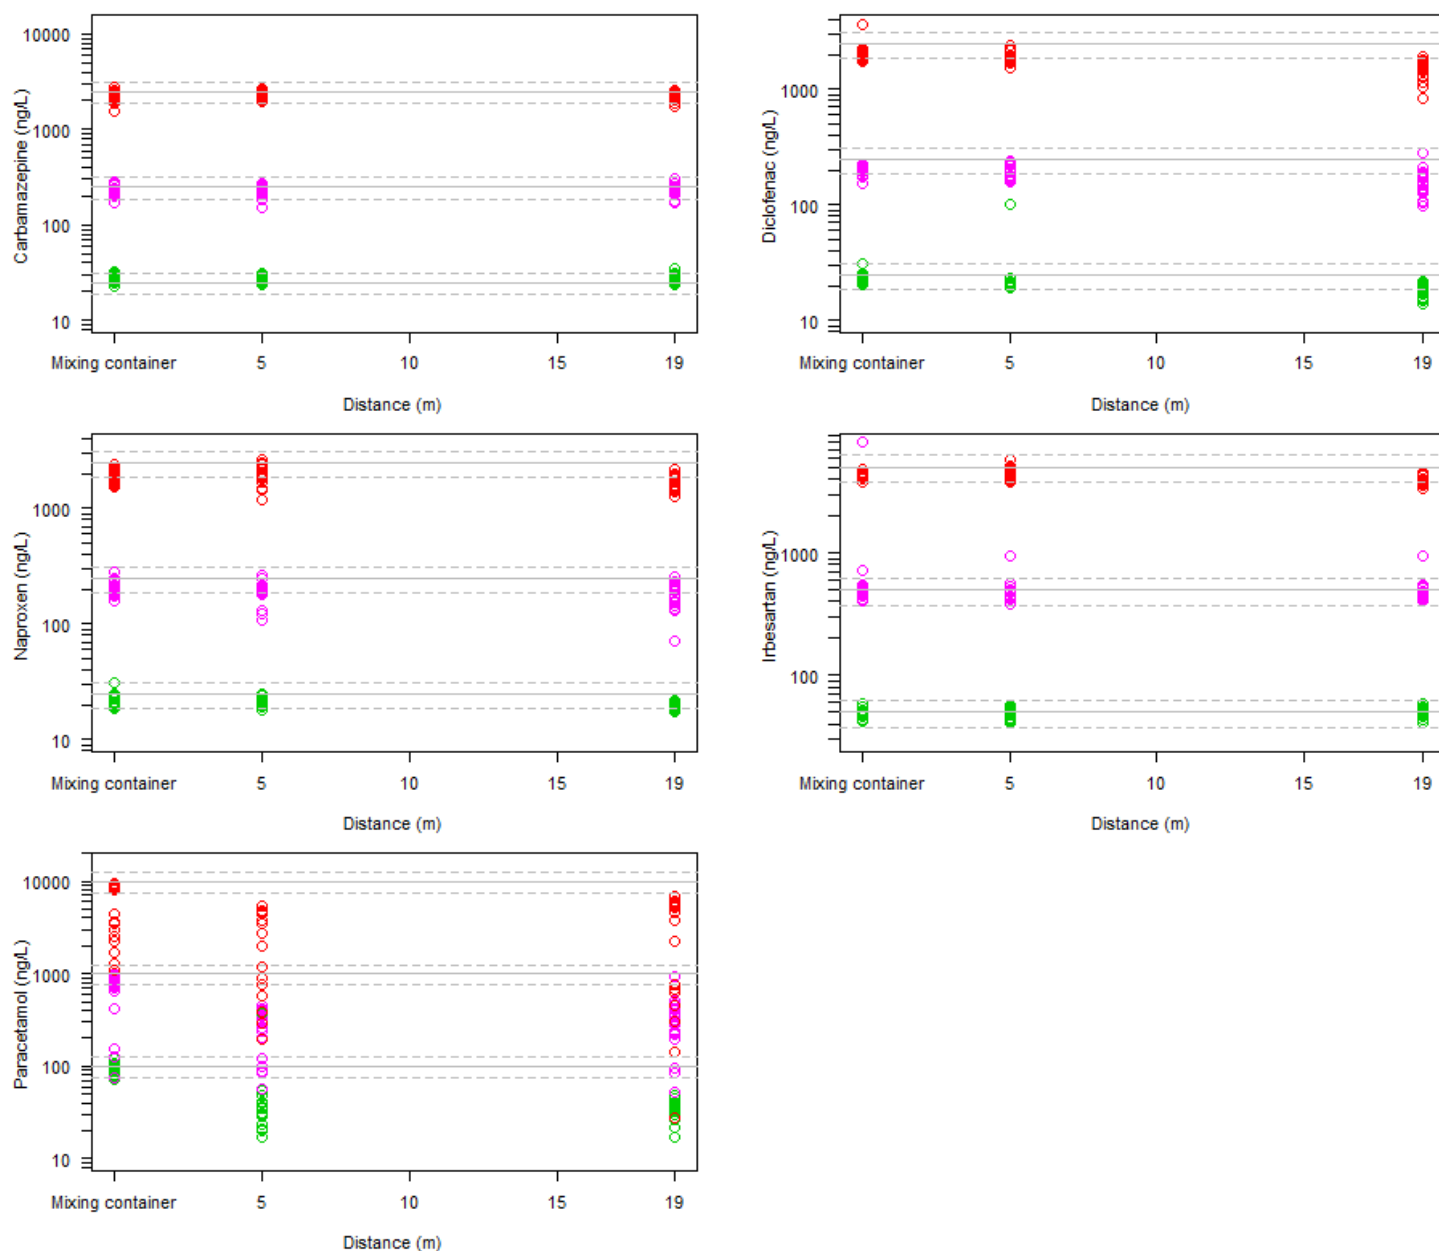 Carbamazepine (ng/L)
10000
1000
100
10
Mixing container 5 10 15 19
Distance (m)
Diclofenac (ng/L)
1000
100
10
Mixing container 5 10 15 19
Distance (m)
Naproxen (ng/L)
1000
100
10
Mixing container 5 10 15 19
Distance (m)
Irbesartan (ng/L)
1000
100
Mixing container 5 10 15 19
Distance (m)
Paracetamol (ng/L)
10000
1000
100
10
Mixing container 5 10 15 19
Distance (m)